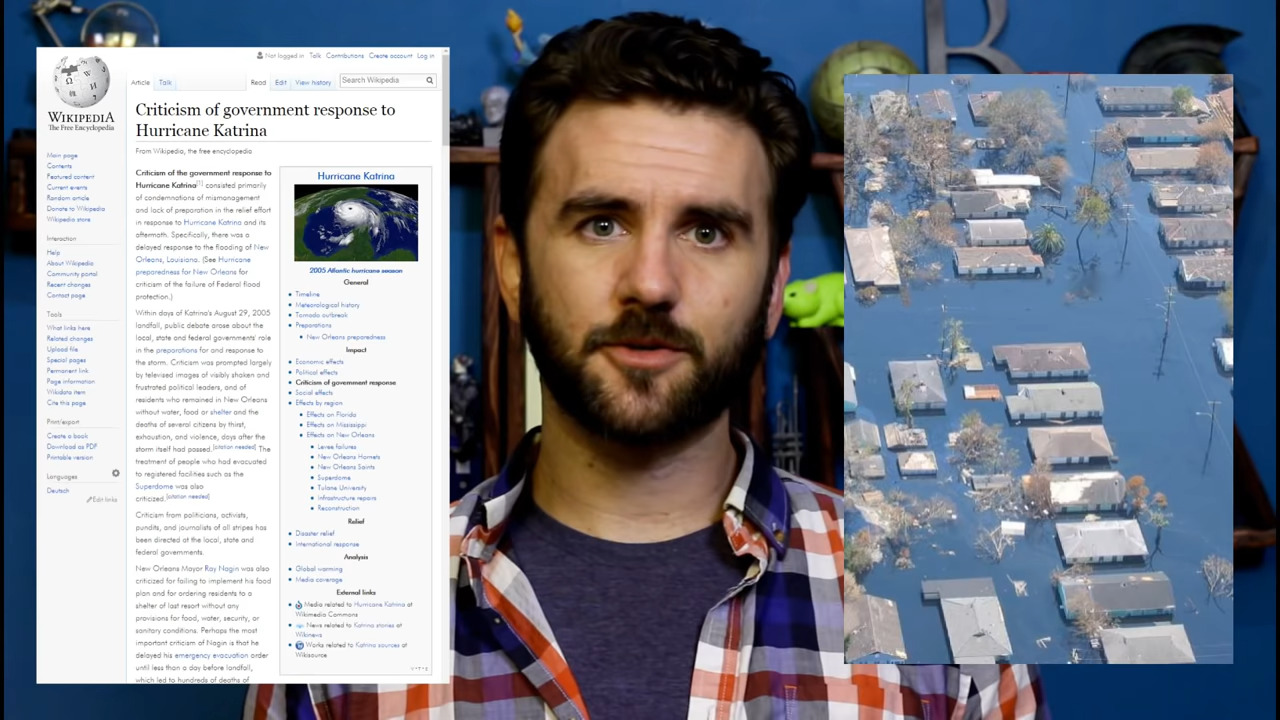 Not logged in Talk Contributions Create account Log in
Article Talk Read Edit View history Search Wikipedia
WIKIPEDIA
The Free Encyclopedia
Main page
Contents
Featured content
Current events
Random article
Donate to Wikipedia
Wikipedia store
Interaction
Help
About Wikipedia
Community portal
Recent changes
Contact page
Tools
What links here
Related changes
Upload file
Special pages
Permanent link
Page information
Wikidata item
Cite this page
Print/export
Create a book
Download as PDF
Printable version
Languages
Deutsch
Edit links
Criticism of government response to
Hurricane Katrina
From Wikipedia, the free encyclopedia
Criticism of the government response to
Hurricane Katrina[1] consisted primarily
of condemnations of mismanagement
and lack of preparation in the relief effort
in response to Hurricane Katrina and its
aftermath. Specifically, there was a
delayed response to the flooding of New
Orleans, Louisiana. (See Hurricane
preparedness for New Orleans for
criticism of the failure of Federal flood
protection.)
Within days of Katrina's August 29, 2005
landfall, public debate arose about the
local, state and federal governments' role
in the preparations for and response to
the storm. Criticism was prompted largely
by televised images of visibly shaken and
frustrated political leaders, and of
residents who remained in New Orleans
without water, food or shelter and the
deaths of several citizens by thirst,
exhaustion, and violence, days after the
storm itself had passed.[citation needed] The
treatment of people who had evacuated
to registered facilities such as the
Superdome was also
criticized.[citation needed]
Criticism from politicians, activists,
pundits, and journalists of all stripes has
been directed at the local, state and
federal governments.
New Orleans Mayor Ray Nagin was also
criticized for failing to implement his food
plan and for ordering residents to a
shelter of last resort without any
provisions for food, water, security, or
sanitary conditions. Perhaps the most
important criticism of Nagin is that he
delayed his emergency evacuation order
until less than a day before landfall,
which led to hundreds of deaths of
Hurricane Katrina
2005 Atlantic hurricane season
General
Timeline
Meteorological history
Tornado outbreak
Preparations
New Orleans preparedness
Impact
Economic effects
Political effects
Criticism of government response
Social effects
Effects by region
Effects on Florida
Effects on Mississippi
Effects on New Orleans
Levee failures
New Orleans Hornets
New Orleans Saints
Superdome
Tulane University
Infrastructure repairs
Reconstruction
Relief
Disaster relief
International response
Analysis
Global warming
Media coverage
External links
Media related to Hurricane Katrina at
Wikimedia Commons
News related to Katrina stories at
Wikinews
Works related to Katrina sources at
Wikisource
V·T·E
B